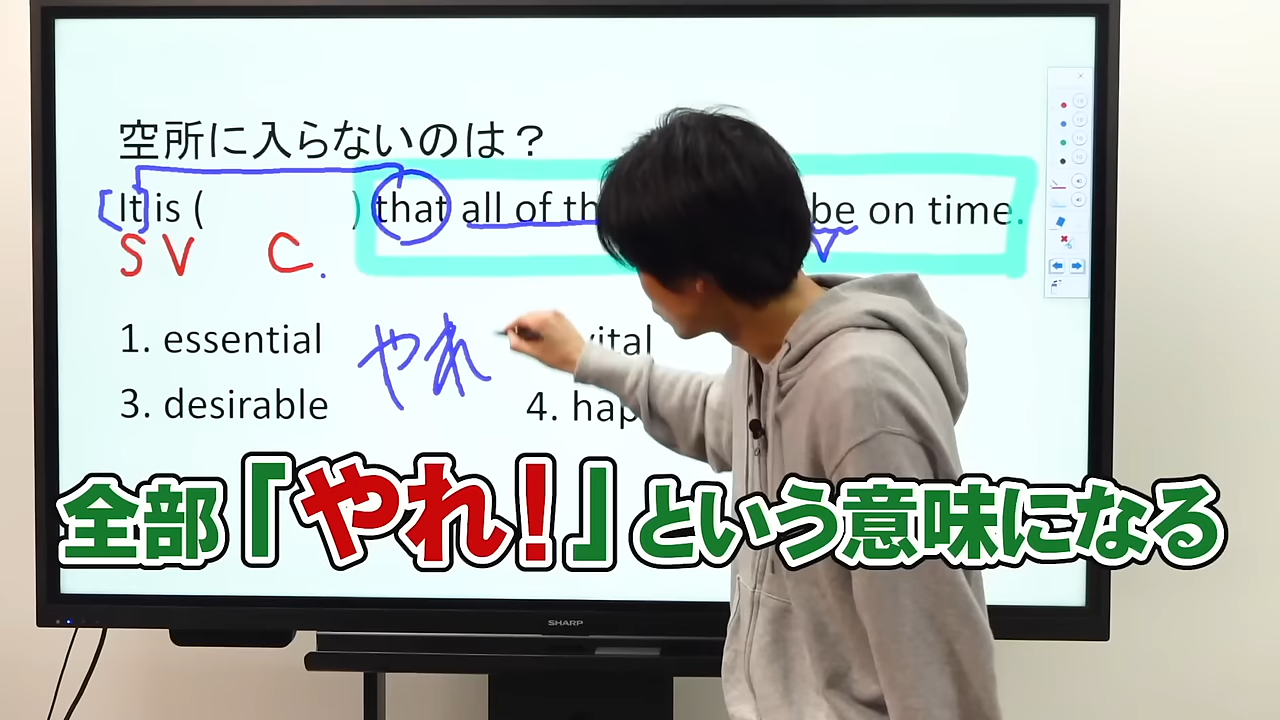 空所に入らないのは？
It is ( ) that all of th be on time.
S V C V
1. essential
やれ
vital
3. desirable
4. hap
全部「やれ！」という意味になる
SHARP